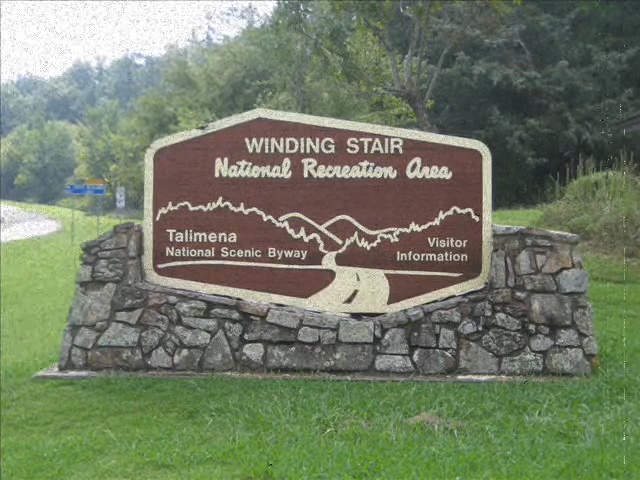 WINDING STAIR
National Recreation Area
Talimena
National Scenic Byway
Visitor
Information